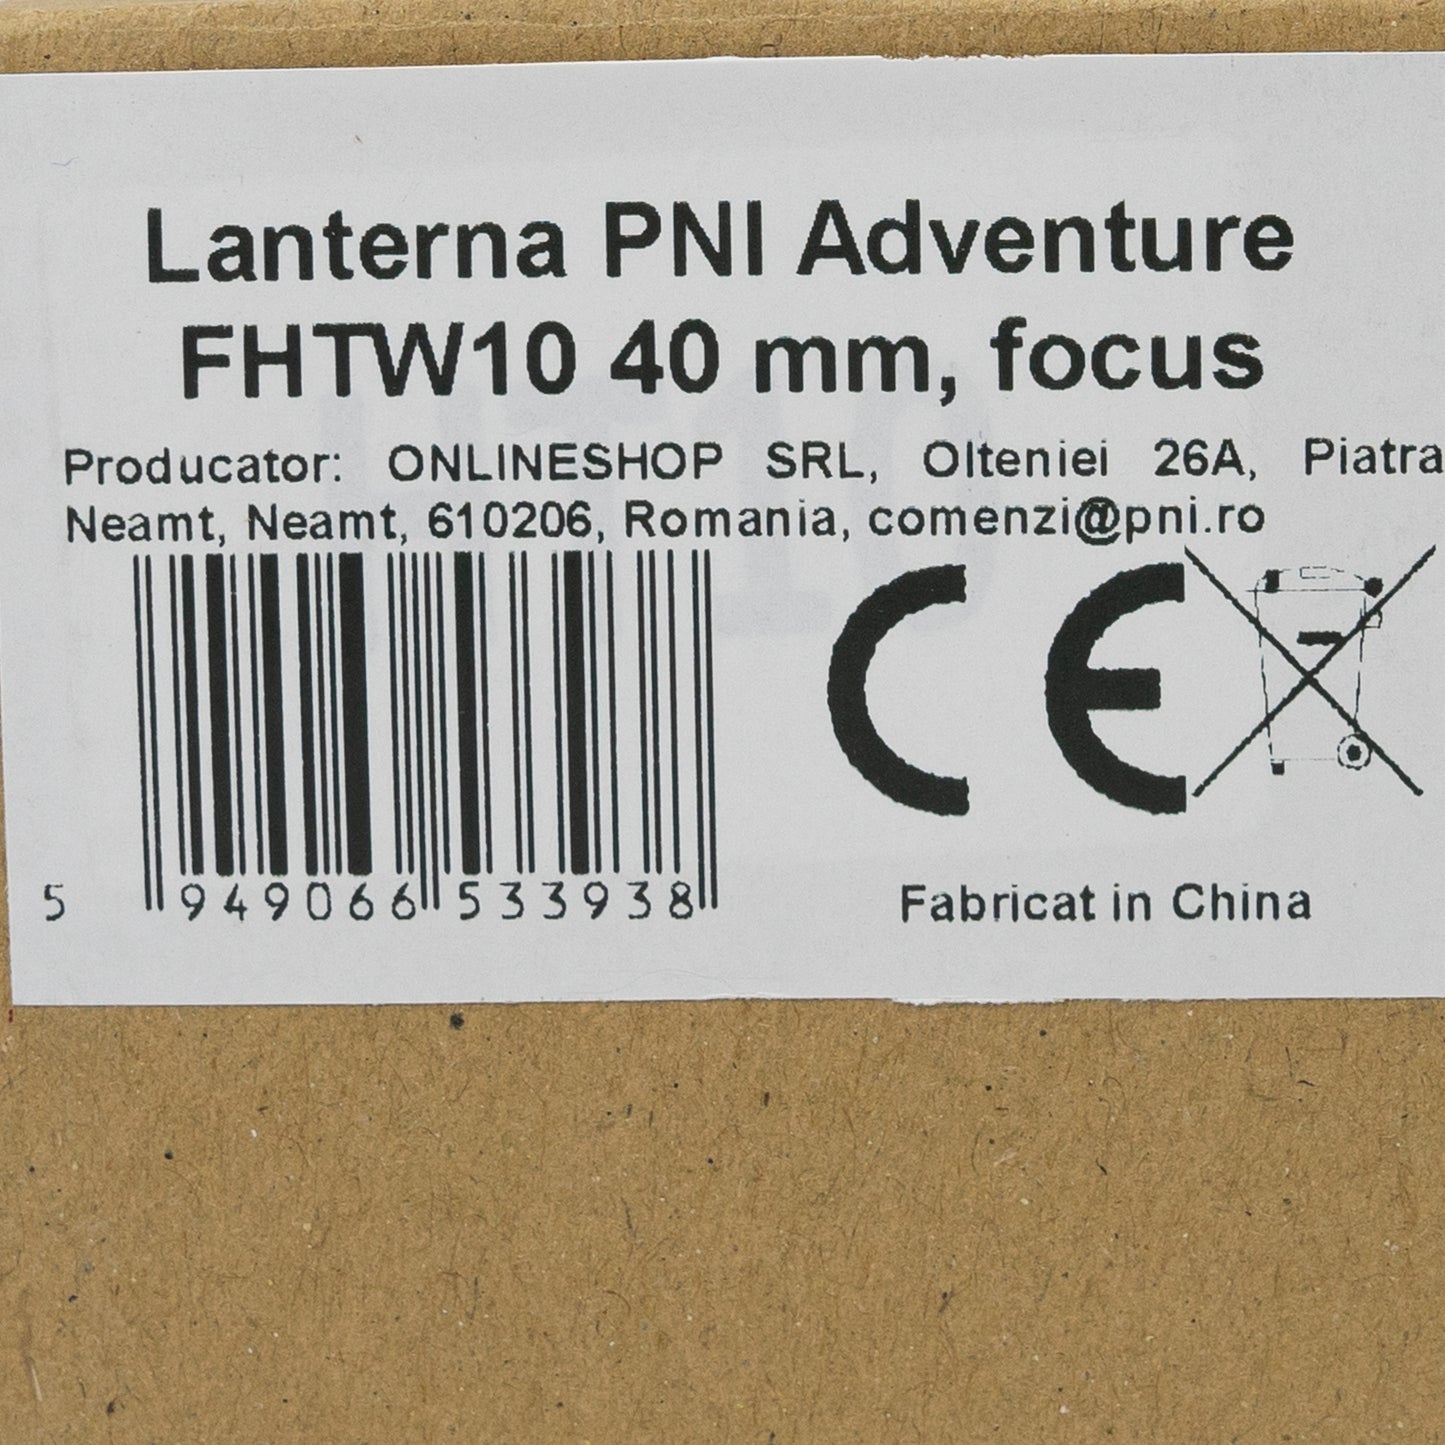 Lanterna PNI Adventure
FHTW10 40 mm, focus
Producator: ONLINESHOP SRL, Olteniei 26A, Piatra
Neamt, Neamt, 610206, Romania, comenzi@pni.ro
CE
5 949066 533938
Fabricat in China